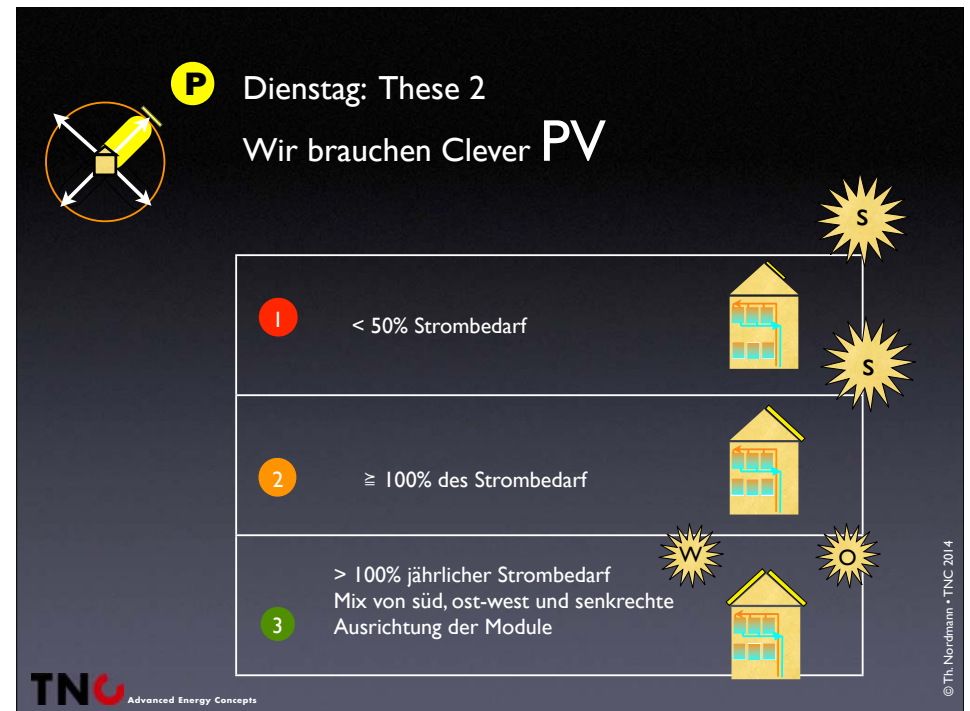 P
Dienstag: These 2
Wir brauchen Clever PV
S
1
< 50% Strombedarf
S
2
≧ 100% des Strombedarf
W
O
3
> 100% jährlicher Strombedarf
Mix von süd, ost-west und senkrechte
Ausrichtung der Module
TNC Advanced Energy Concepts
© Th. Nordmann • TNC 2014